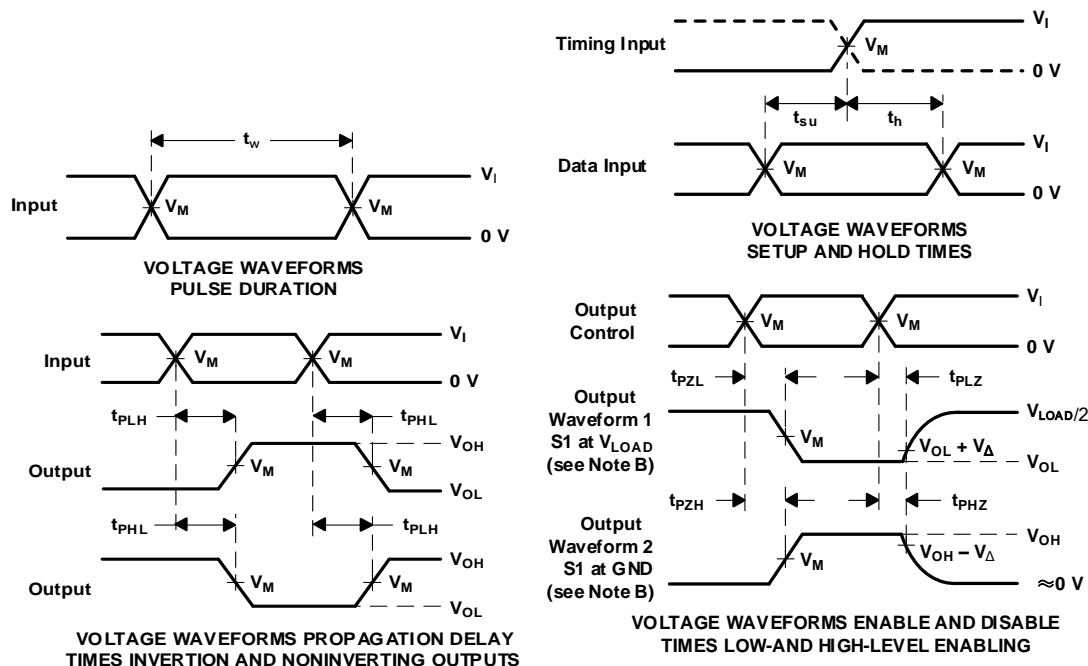 t_w
Input
V_I
V_M
V_M
0 V
VOLTAGE WAVEFORMS
PULSE DURATION
Timing Input
V_I
V_M
0 V
t_su
t_h
Data Input
V_I
V_M
V_M
0 V
VOLTAGE WAVEFORMS
SETUP AND HOLD TIMES
Input
V_I
V_M
V_M
0 V
t_PLH
t_PHL
Output
V_OH
V_M
V_M
V_OL
t_PHL
t_PLH
Output
V_OH
V_M
V_M
V_OL
VOLTAGE WAVEFORMS PROPAGATION DELAY
TIMES INVERTION AND NONINVERTING OUTPUTS
Output
Control
V_I
V_M
V_M
0 V
t_PZL
t_PLZ
Output
Waveform 1
S1 at V_LOAD
(see Note B)
V_LOAD/2
V_M
V_OL + V_Δ
V_OL
t_PZH
t_PHZ
Output
Waveform 2
S1 at GND
(see Note B)
V_OH
V_M
V_OH – V_Δ
≈0 V
VOLTAGE WAVEFORMS ENABLE AND DISABLE
TIMES LOW-AND HIGH-LEVEL ENABLING